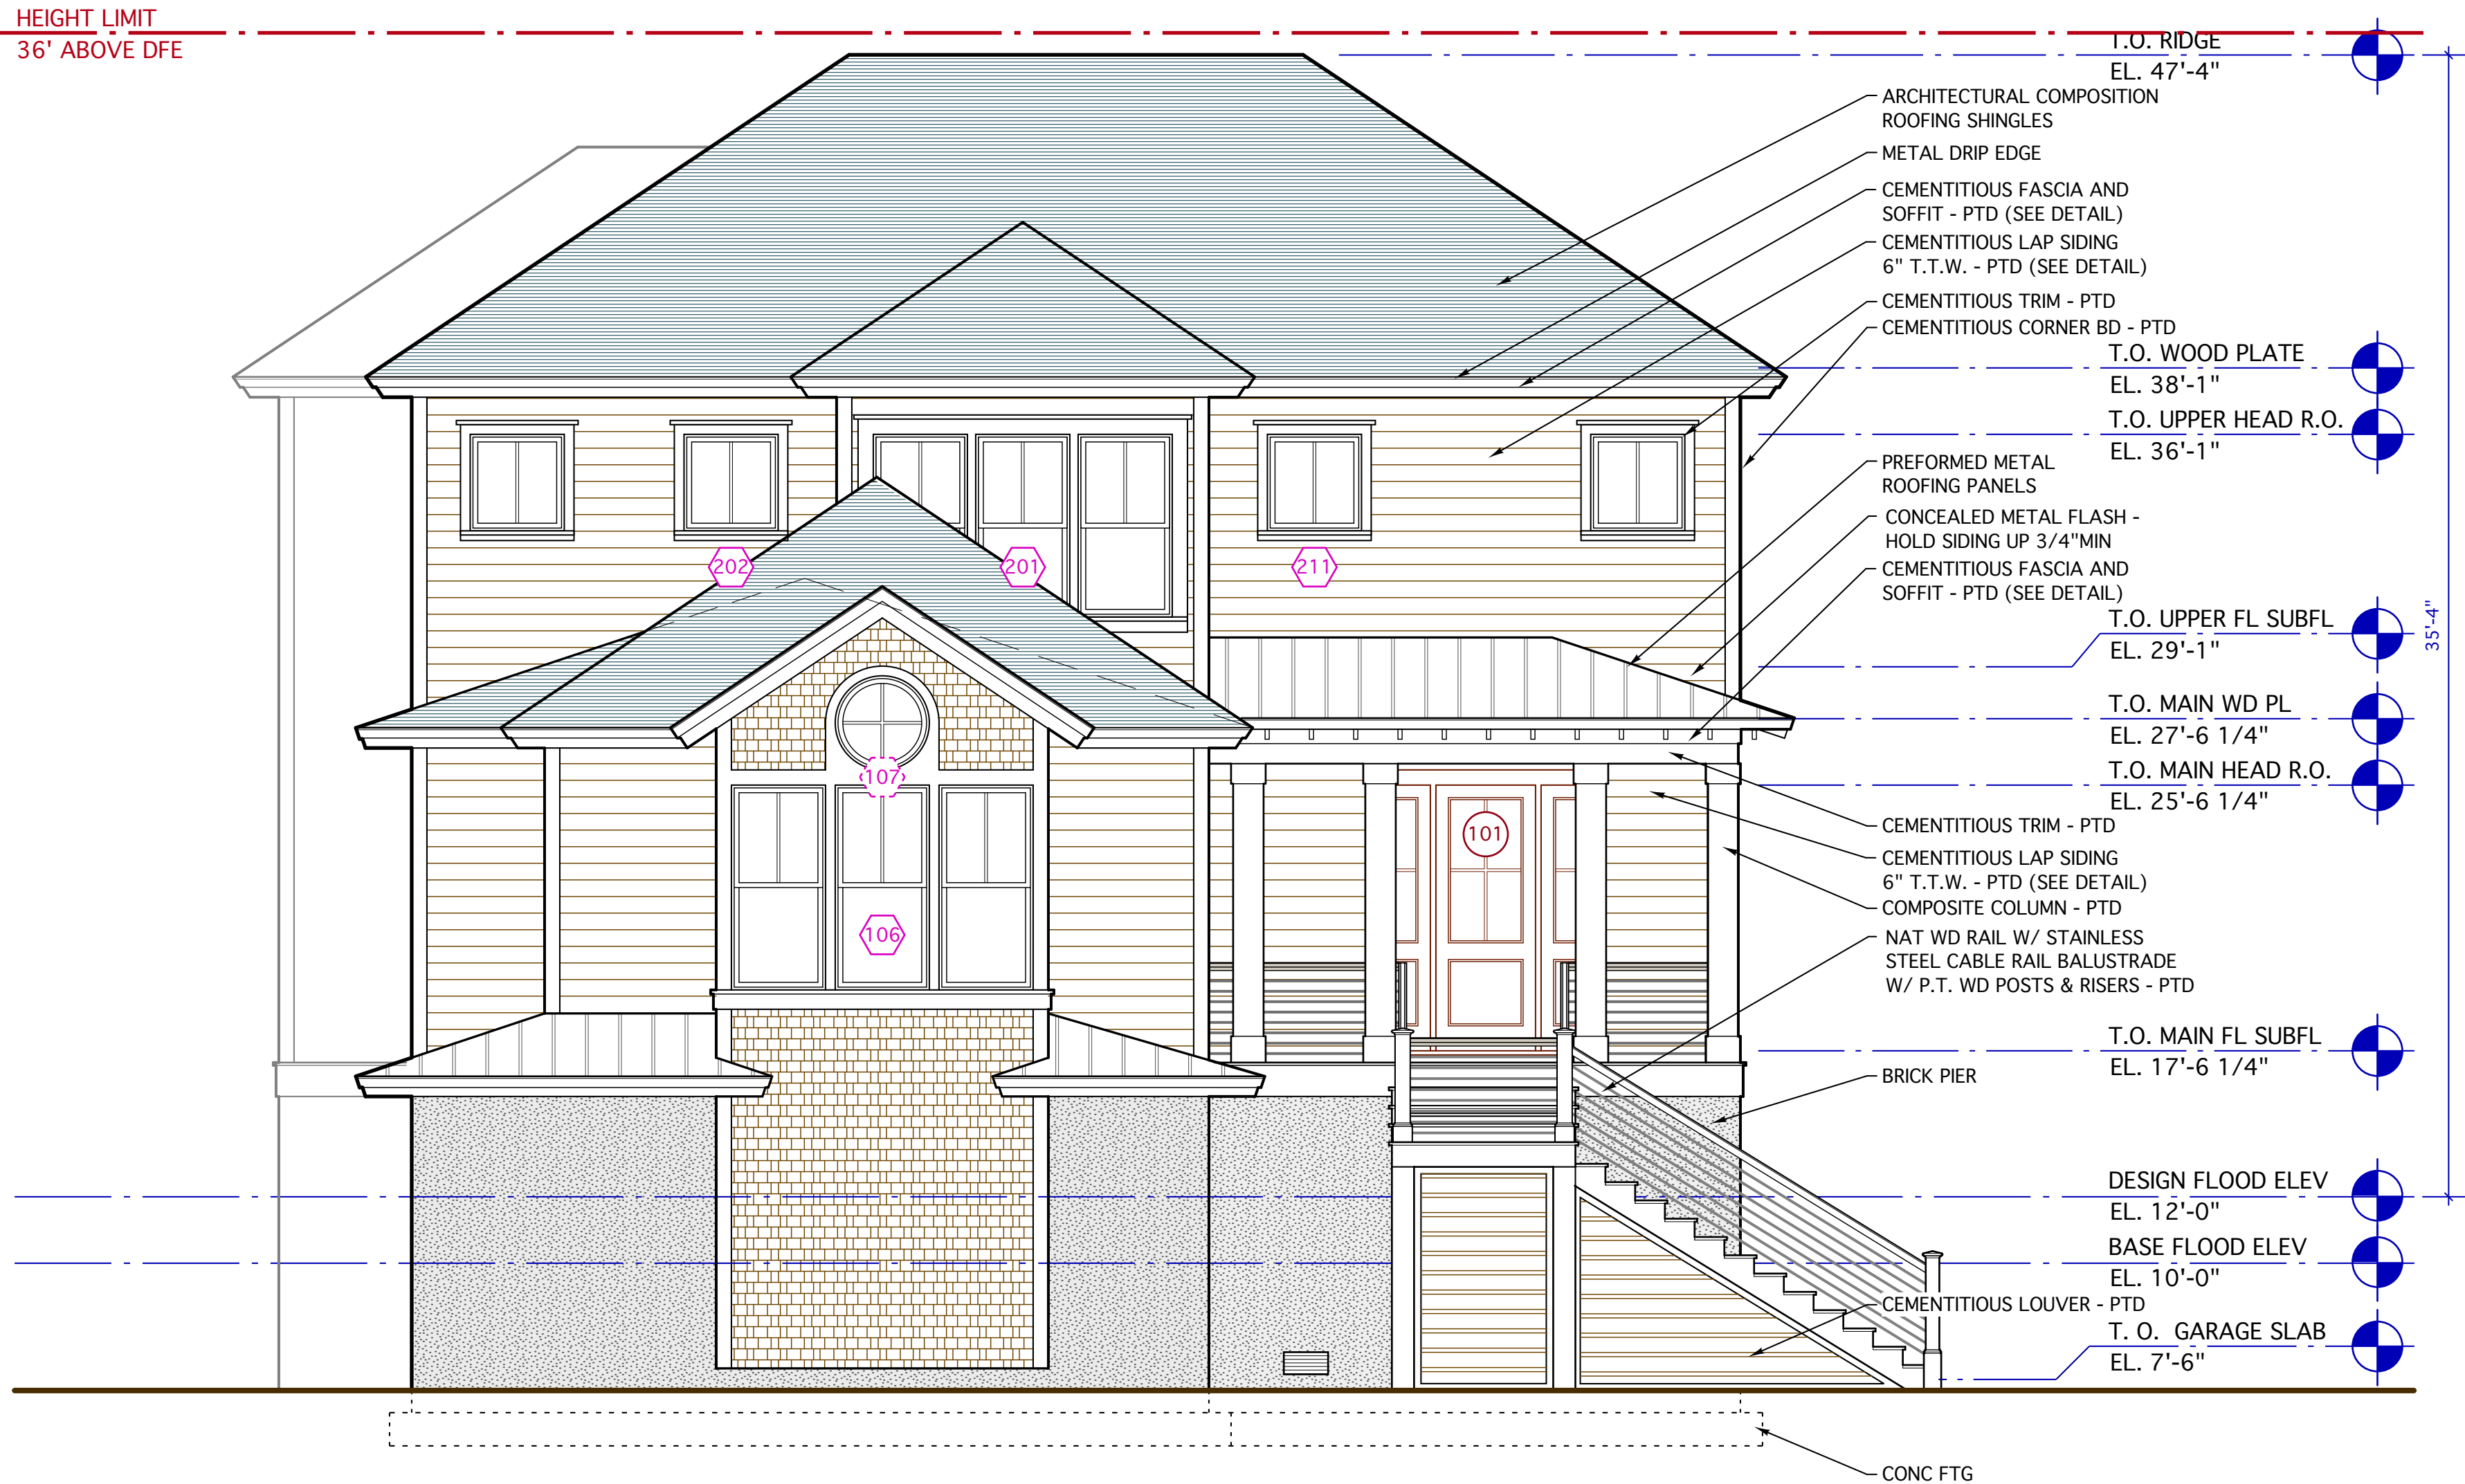 HEIGHT LIMIT
36' ABOVE DFE
T.O. RIDGE
EL. 47'-4"
ARCHITECTURAL COMPOSITION
ROOFING SHINGLES
METAL DRIP EDGE
CEMENTITIOUS FASCIA AND
SOFFIT - PTD (SEE DETAIL)
CEMENTITIOUS LAP SIDING
6" T.T.W. - PTD (SEE DETAIL)
CEMENTITIOUS TRIM - PTD
CEMENTITIOUS CORNER BD - PTD
T.O. WOOD PLATE
EL. 38'-1"
T.O. UPPER HEAD R.O.
EL. 36'-1"
PREFORMED METAL
ROOFING PANELS
CONCEALED METAL FLASH -
HOLD SIDING UP 3/4"MIN
CEMENTITIOUS FASCIA AND
SOFFIT - PTD (SEE DETAIL)
202
201
211
T.O. UPPER FL SUBFL
EL. 29'-1"
35'-4"
T.O. MAIN WD PL
EL. 27'-6 1/4"
T.O. MAIN HEAD R.O.
EL. 25'-6 1/4"
107
101
106
CEMENTITIOUS TRIM - PTD
CEMENTITIOUS LAP SIDING
6" T.T.W. - PTD (SEE DETAIL)
COMPOSITE COLUMN - PTD
NAT WD RAIL W/ STAINLESS
STEEL CABLE RAIL BALUSTRADE
W/ P.T. WD POSTS & RISERS - PTD
T.O. MAIN FL SUBFL
EL. 17'-6 1/4"
BRICK PIER
DESIGN FLOOD ELEV
EL. 12'-0"
BASE FLOOD ELEV
EL. 10'-0"
CEMENTITIOUS LOUVER - PTD
T. O. GARAGE SLAB
EL. 7'-6"
CONC FTG